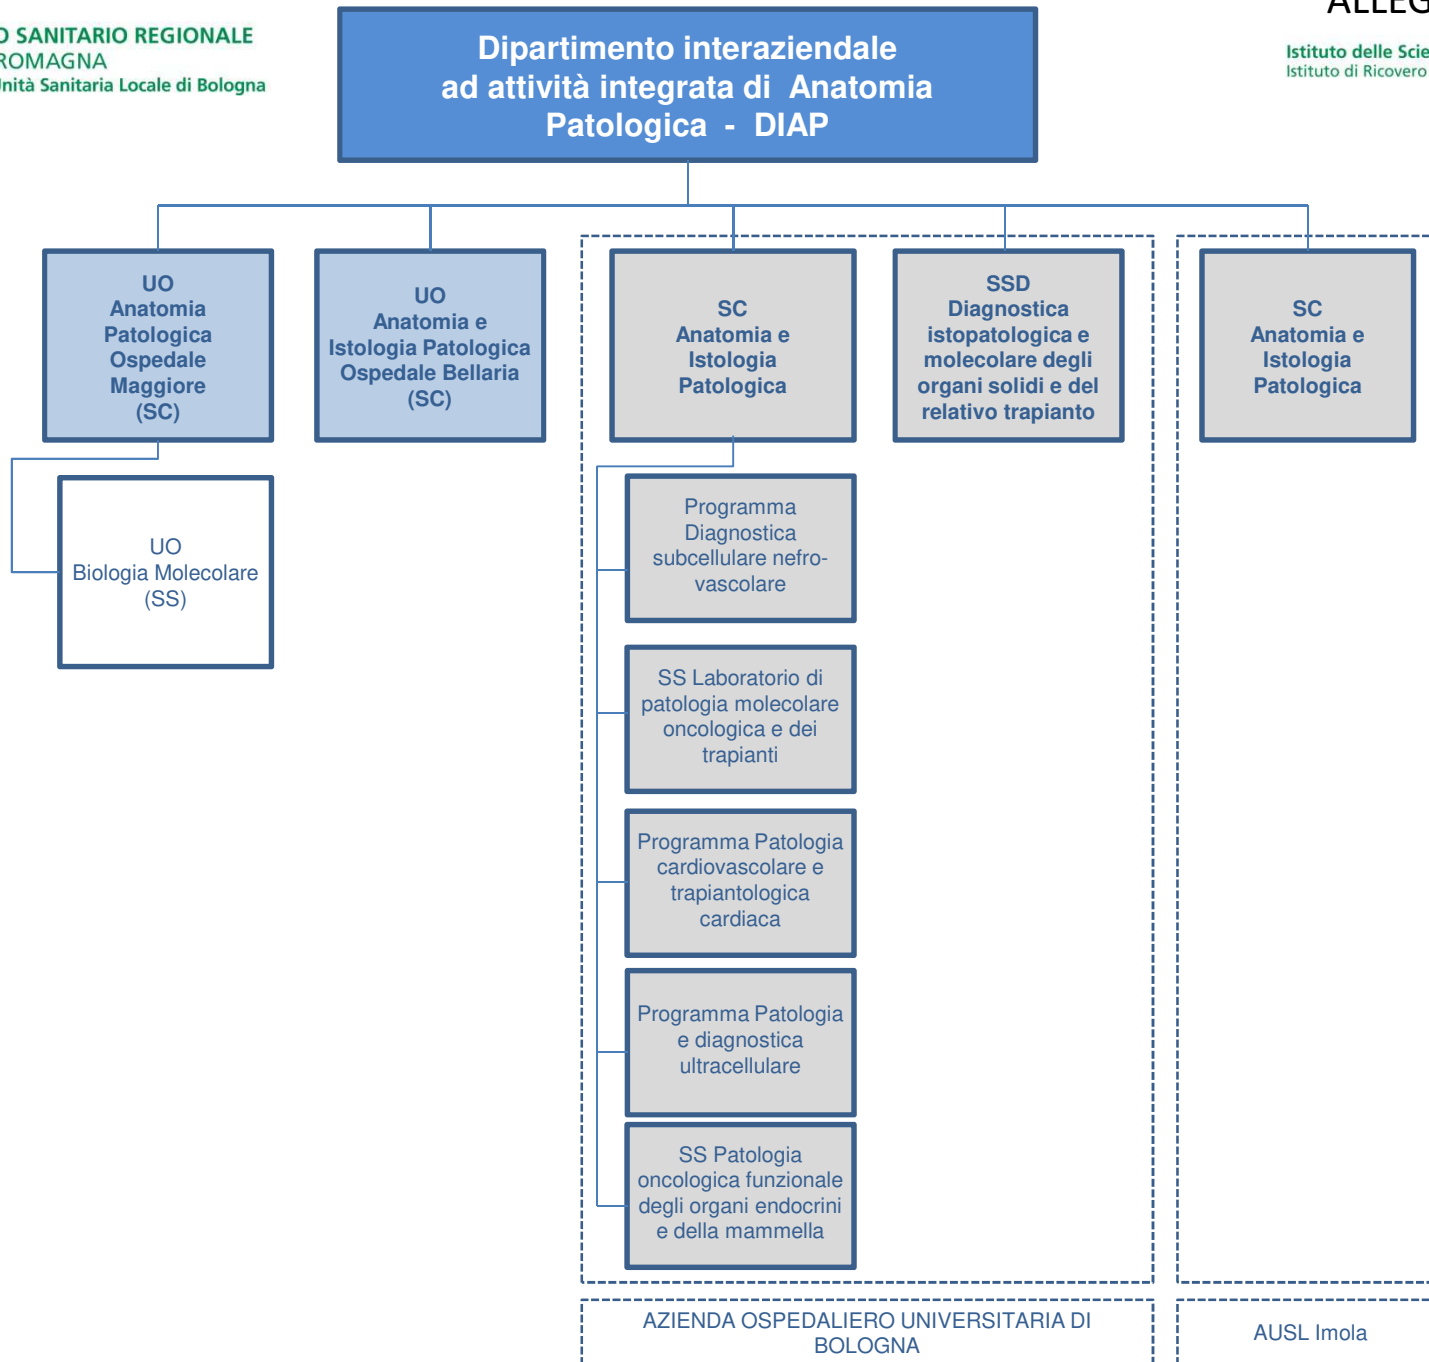 ALLEG
O SANITARIO REGIONALE
ROMAGNA
Unità Sanitaria Locale di Bologna
Dipartimento interaziendale
ad attività integrata di Anatomia
Patologica - DIAP
Istituto delle Scie
Istituto di Ricovero
UO
Anatomia
Patologica
Ospedale
Maggiore
(SC)
UO
Anatomia e
Istologia Patologica
Ospedale Bellaria
(SC)
SC
Anatomia e
Istologia
Patologica
SSD
Diagnostica
istopatologica e
molecolare degli
organi solidi e del
relativo trapianto
SC
Anatomia e
Istologia
Patologica
UO
Biologia Molecolare
(SS)
Programma
Diagnostica
subcellulare nefro-
vascolare
SS Laboratorio di
patologia molecolare
oncologica e dei
trapianti
Programma Patologia
cardiovascolare e
trapiantologica
cardiaca
Programma Patologia
e diagnostica
ultracellulare
SS Patologia
oncologica funzionale
degli organi endocrini
e della mammella
AZIENDA OSPEDALIERO UNIVERSITARIA DI
BOLOGNA
AUSL Imola